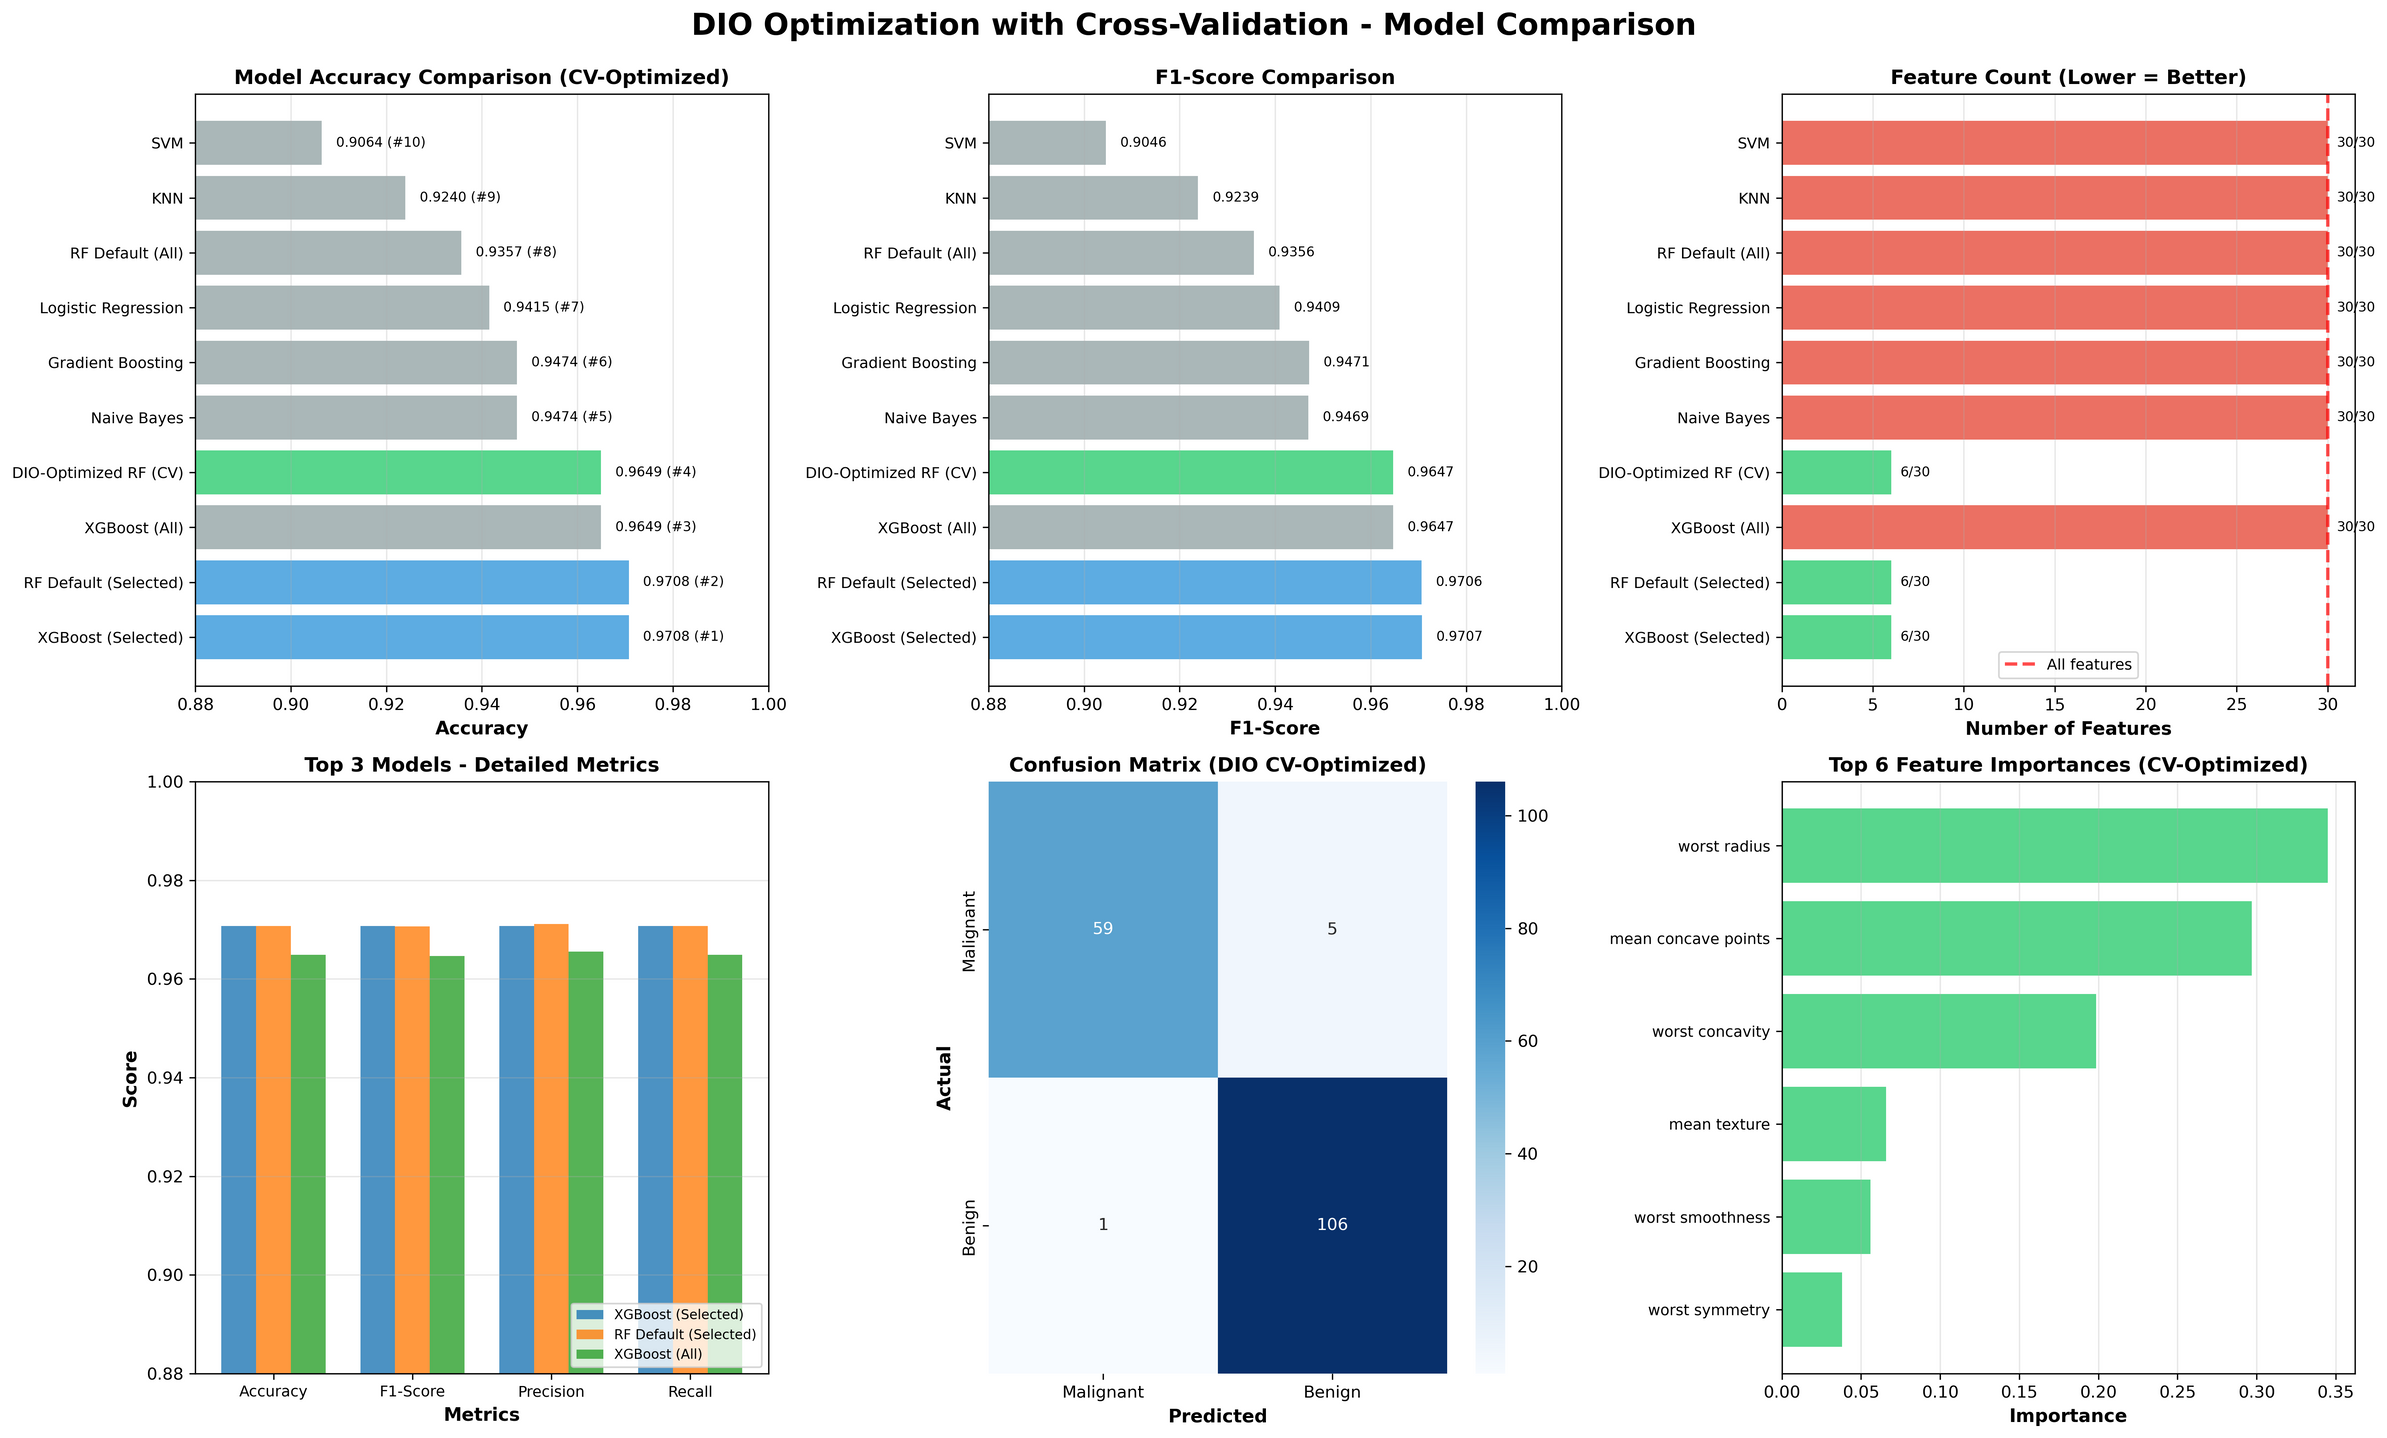 DIO Optimization with Cross-Validation - Model Comparison
Model Accuracy Comparison (CV-Optimized)
SVM
0.9064 (#10)
KNN
0.9240 (#9)
RF Default (All)
0.9357 (#8)
Logistic Regression
0.9415 (#7)
Gradient Boosting
0.9474 (#6)
Naive Bayes
0.9474 (#5)
DIO-Optimized RF (CV)
0.9649 (#4)
XGBoost (All)
0.9649 (#3)
RF Default (Selected)
0.9708 (#2)
XGBoost (Selected)
0.9708 (#1)
0.88 0.90 0.92 0.94 0.96 0.98 1.00
Accuracy
F1-Score Comparison
SVM
0.9046
KNN
0.9239
RF Default (All)
0.9356
Logistic Regression
0.9409
Gradient Boosting
0.9471
Naive Bayes
0.9469
DIO-Optimized RF (CV)
0.9647
XGBoost (All)
0.9647
RF Default (Selected)
0.9706
XGBoost (Selected)
0.9707
0.88 0.90 0.92 0.94 0.96 0.98 1.00
F1-Score
Feature Count (Lower = Better)
SVM
30/30
KNN
30/30
RF Default (All)
30/30
Logistic Regression
30/30
Gradient Boosting
30/30
Naive Bayes
30/30
DIO-Optimized RF (CV)
6/30
XGBoost (All)
30/30
RF Default (Selected)
6/30
XGBoost (Selected)
6/30
All features
0 5 10 15 20 25 30
Number of Features
Top 3 Models - Detailed Metrics
1.00
0.98
0.96
0.94
0.92
0.90
0.88
Score
XGBoost (Selected)
RF Default (Selected)
XGBoost (All)
Accuracy F1-Score Precision Recall
Metrics
Confusion Matrix (DIO CV-Optimized)
Actual
Malignant
59 5
Benign
1 106
Malignant Benign
Predicted
100
80
60
40
20
Top 6 Feature Importances (CV-Optimized)
worst radius
mean concave points
worst concavity
mean texture
worst smoothness
worst symmetry
0.00 0.05 0.10 0.15 0.20 0.25 0.30 0.35
Importance